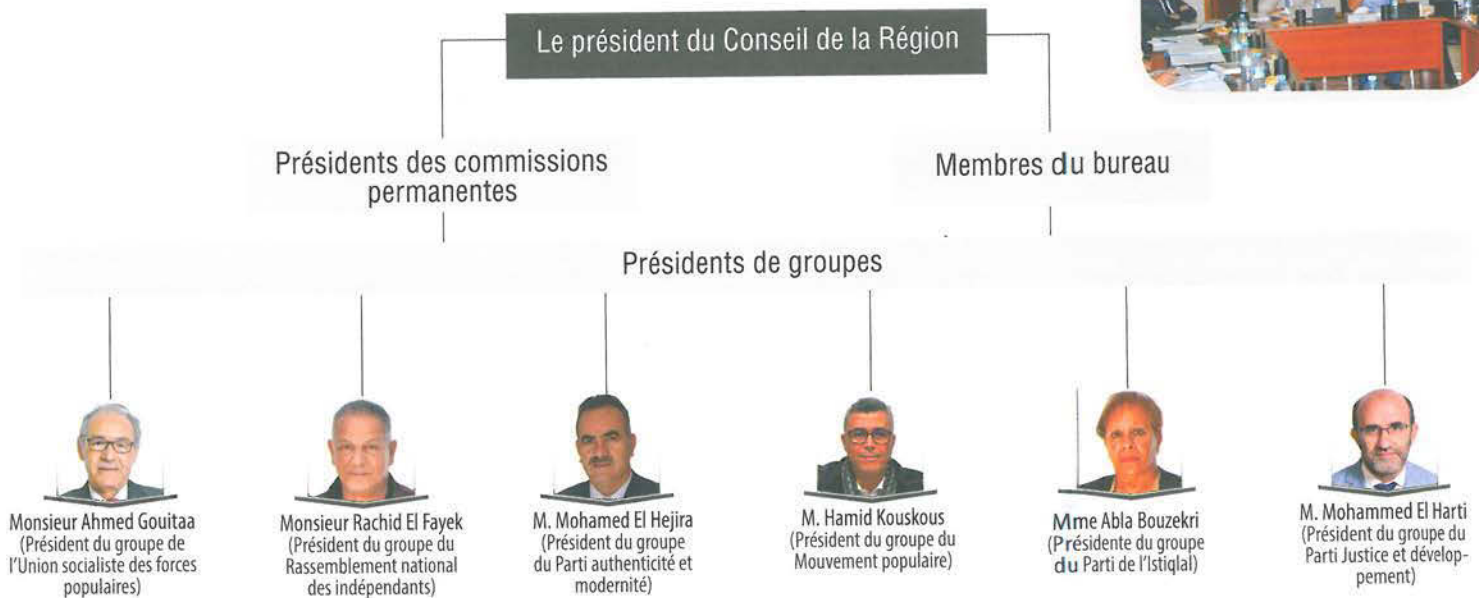 Le président du Conseil de la Région
Présidents des commissions
permanentes
Membres du bureau
Présidents de groupes
Monsieur Ahmed Gouitaa
(Président du groupe de
l'Union socialiste des forces
populaires)
Monsieur Rachid El Fayek
(Président du groupe du
Rassemblement national
des indépendants)
M. Mohamed El Hejira
(Président du groupe
du Parti authenticité et
modernité)
M. Hamid Kouskous
(Président du groupe du
Mouvement populaire)
Mme Abla Bouzekri
(Présidente du groupe
du Parti de l'Istiqlal)
M. Mohammed El Harti
(Président du groupe du
Parti Justice et dévelop-
pement)